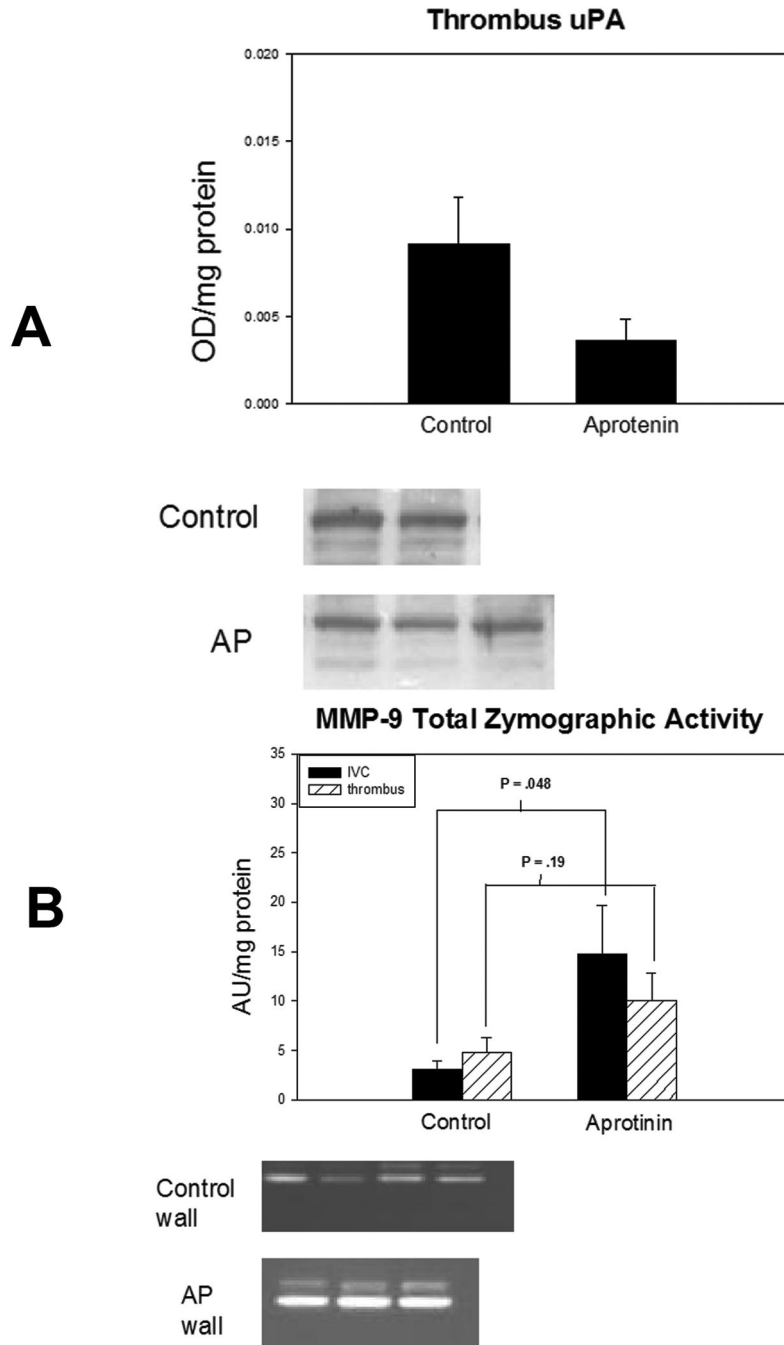 Thrombus uPA
0.020
0.015
0.010
0.005
0.000
OD/mg protein
A
Control Aprotenin
Control
AP
MMP-9 Total Zymographic Activity
35
30
25
20
15
10
5
0
IVC
thrombus
P = .048
P = .19
AU/mg protein
B
Control Aprotinin
Control
wall
AP
wall